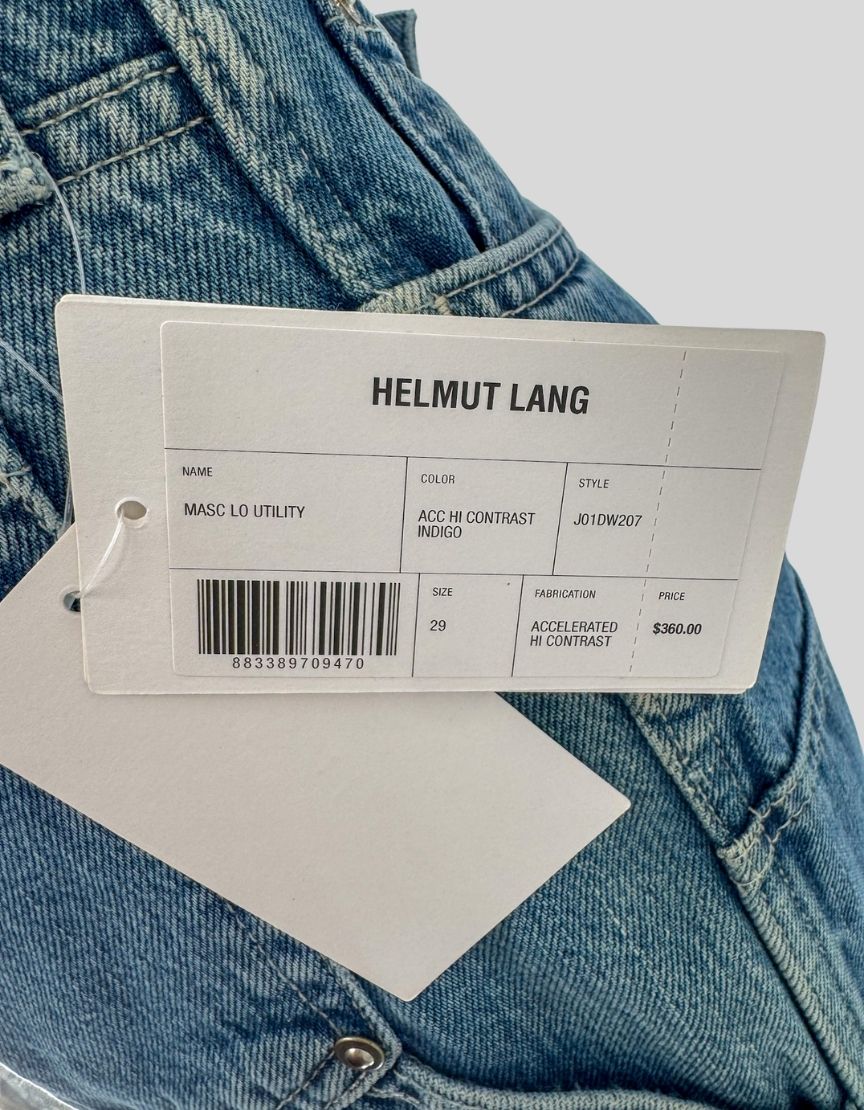 HELMUT LANG
NAME
MASC LO UTILITY
COLOR
ACC HI CONTRAST
INDIGO
STYLE
J01DW207
883389709470
SIZE
29
FABRICATION
ACCELERATED
HI CONTRAST
PRICE
$360.00